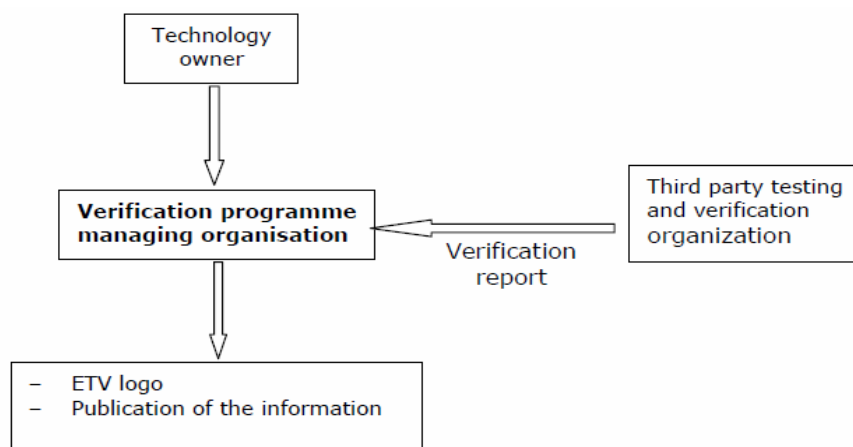 Technology
owner
Verification programme
managing organisation
Third party testing
and verification
organization
Verification
report
– ETV logo
– Publication of the information